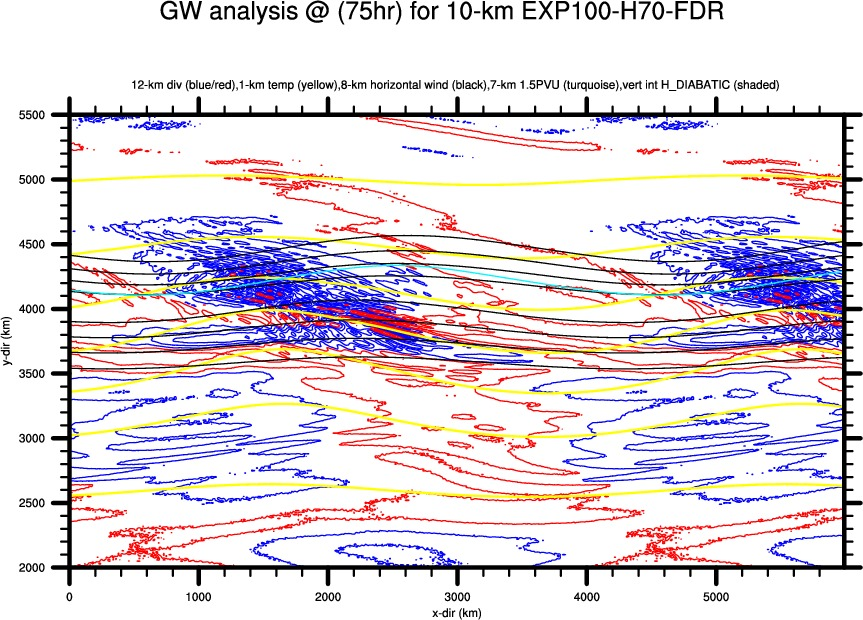 GW analysis @ (75hr) for 10-km EXP100-H70-FDR
12-km div (blue/red),1-km temp (yellow),8-km horizontal wind (black),7-km 1.5PVU (turquoise),vert int H_DIABATIC (shaded)
5500
5000
4500
4000
3500
3000
2500
2000
y-dir (km)
0 1000 2000 3000 4000 5000
x-dir (km)